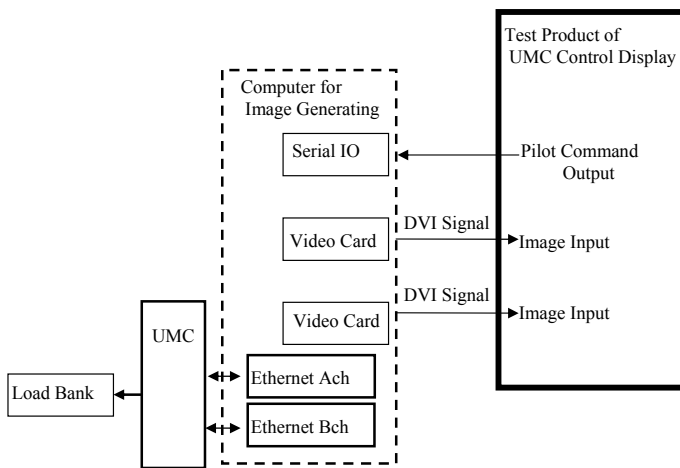 Test Product of
UMC Control Display
Computer for
Image Generating
Serial IO
Pilot Command
Output
Video Card
DVI Signal
Image Input
Video Card
DVI Signal
Image Input
UMC
Load Bank
Ethernet Ach
Ethernet Bch